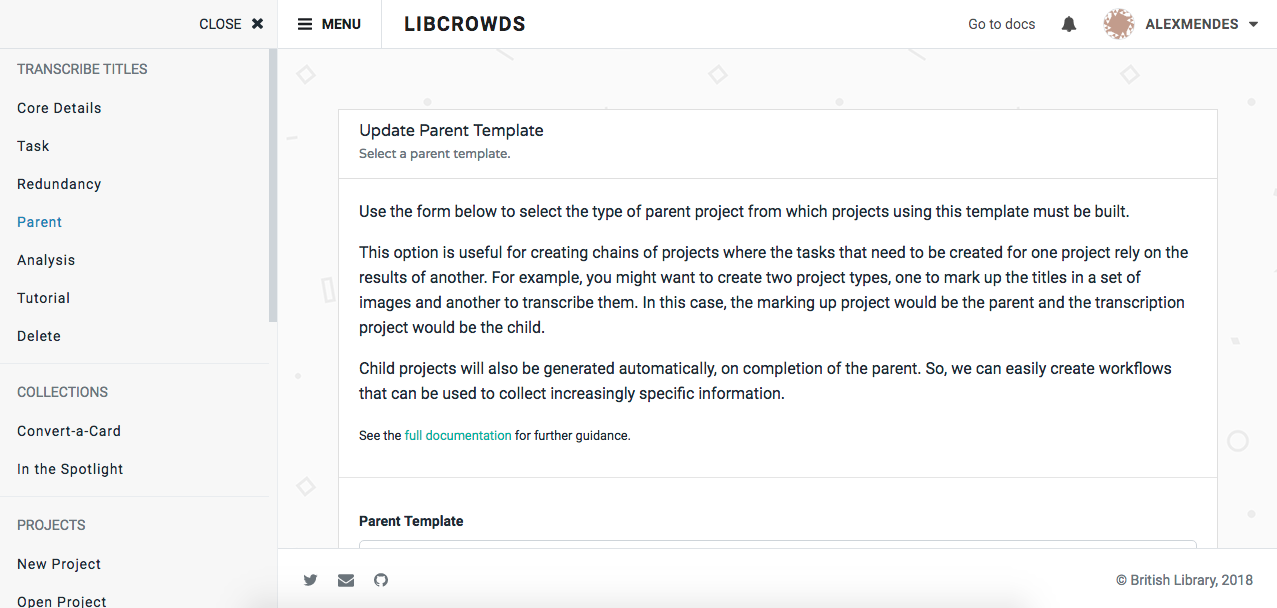 CLOSE ✖
MENU
LIBCROWDS
Go to docs
ALEXMENDES
TRANSCRIBE TITLES
Core Details
Task
Redundancy
Parent
Analysis
Tutorial
Delete
COLLECTIONS
Convert-a-Card
In the Spotlight
PROJECTS
New Project
Open Project
Update Parent Template
Select a parent template.
Use the form below to select the type of parent project from which projects using this template must be built.
This option is useful for creating chains of projects where the tasks that need to be created for one project rely on the
results of another. For example, you might want to create two project types, one to mark up the titles in a set of
images and another to transcribe them. In this case, the marking up project would be the parent and the transcription
project would be the child.
Child projects will also be generated automatically, on completion of the parent. So, we can easily create workflows
that can be used to collect increasingly specific information.
See the full documentation for further guidance.
Parent Template
© British Library, 2018